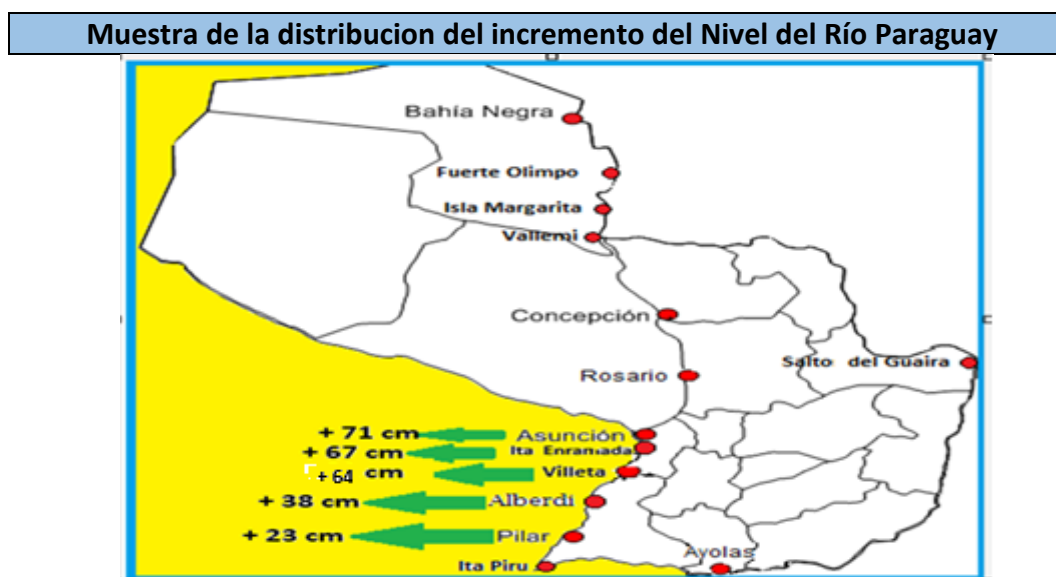 Muestra de la distribucion del incremento del Nivel del Río Paraguay
Bahía Negra
Fuerte Olimpo
Isla Margarita
Vallemi
Concepción
Salto del Guaira
Rosario
+ 71 cm Asunción
+ 67 cm Ita Enramada
+ 64 cm Villeta
+ 38 cm Alberdi
+ 23 cm Pilar
Ayolas
Ita Piru